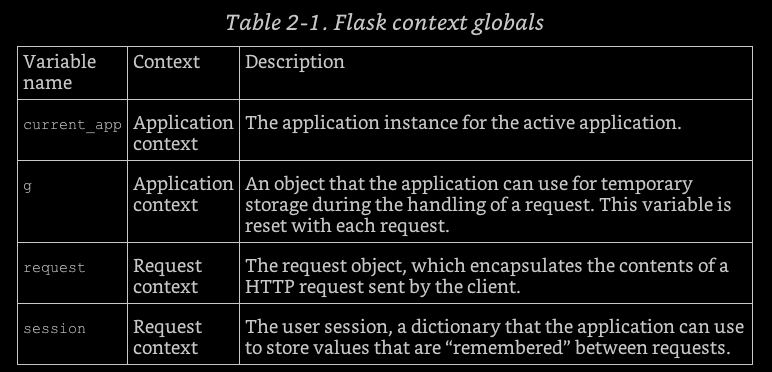 Table 2-1. Flask context globals
Variable name
Context
Description
current_app
Application context
The application instance for the active application.
g
Application context
An object that the application can use for temporary
storage during the handling of a request. This variable is
reset with each request.
request
Request context
The request object, which encapsulates the contents of a
HTTP request sent by the client.
session
Request context
The user session, a dictionary that the application can use
to store values that are “remembered” between requests.